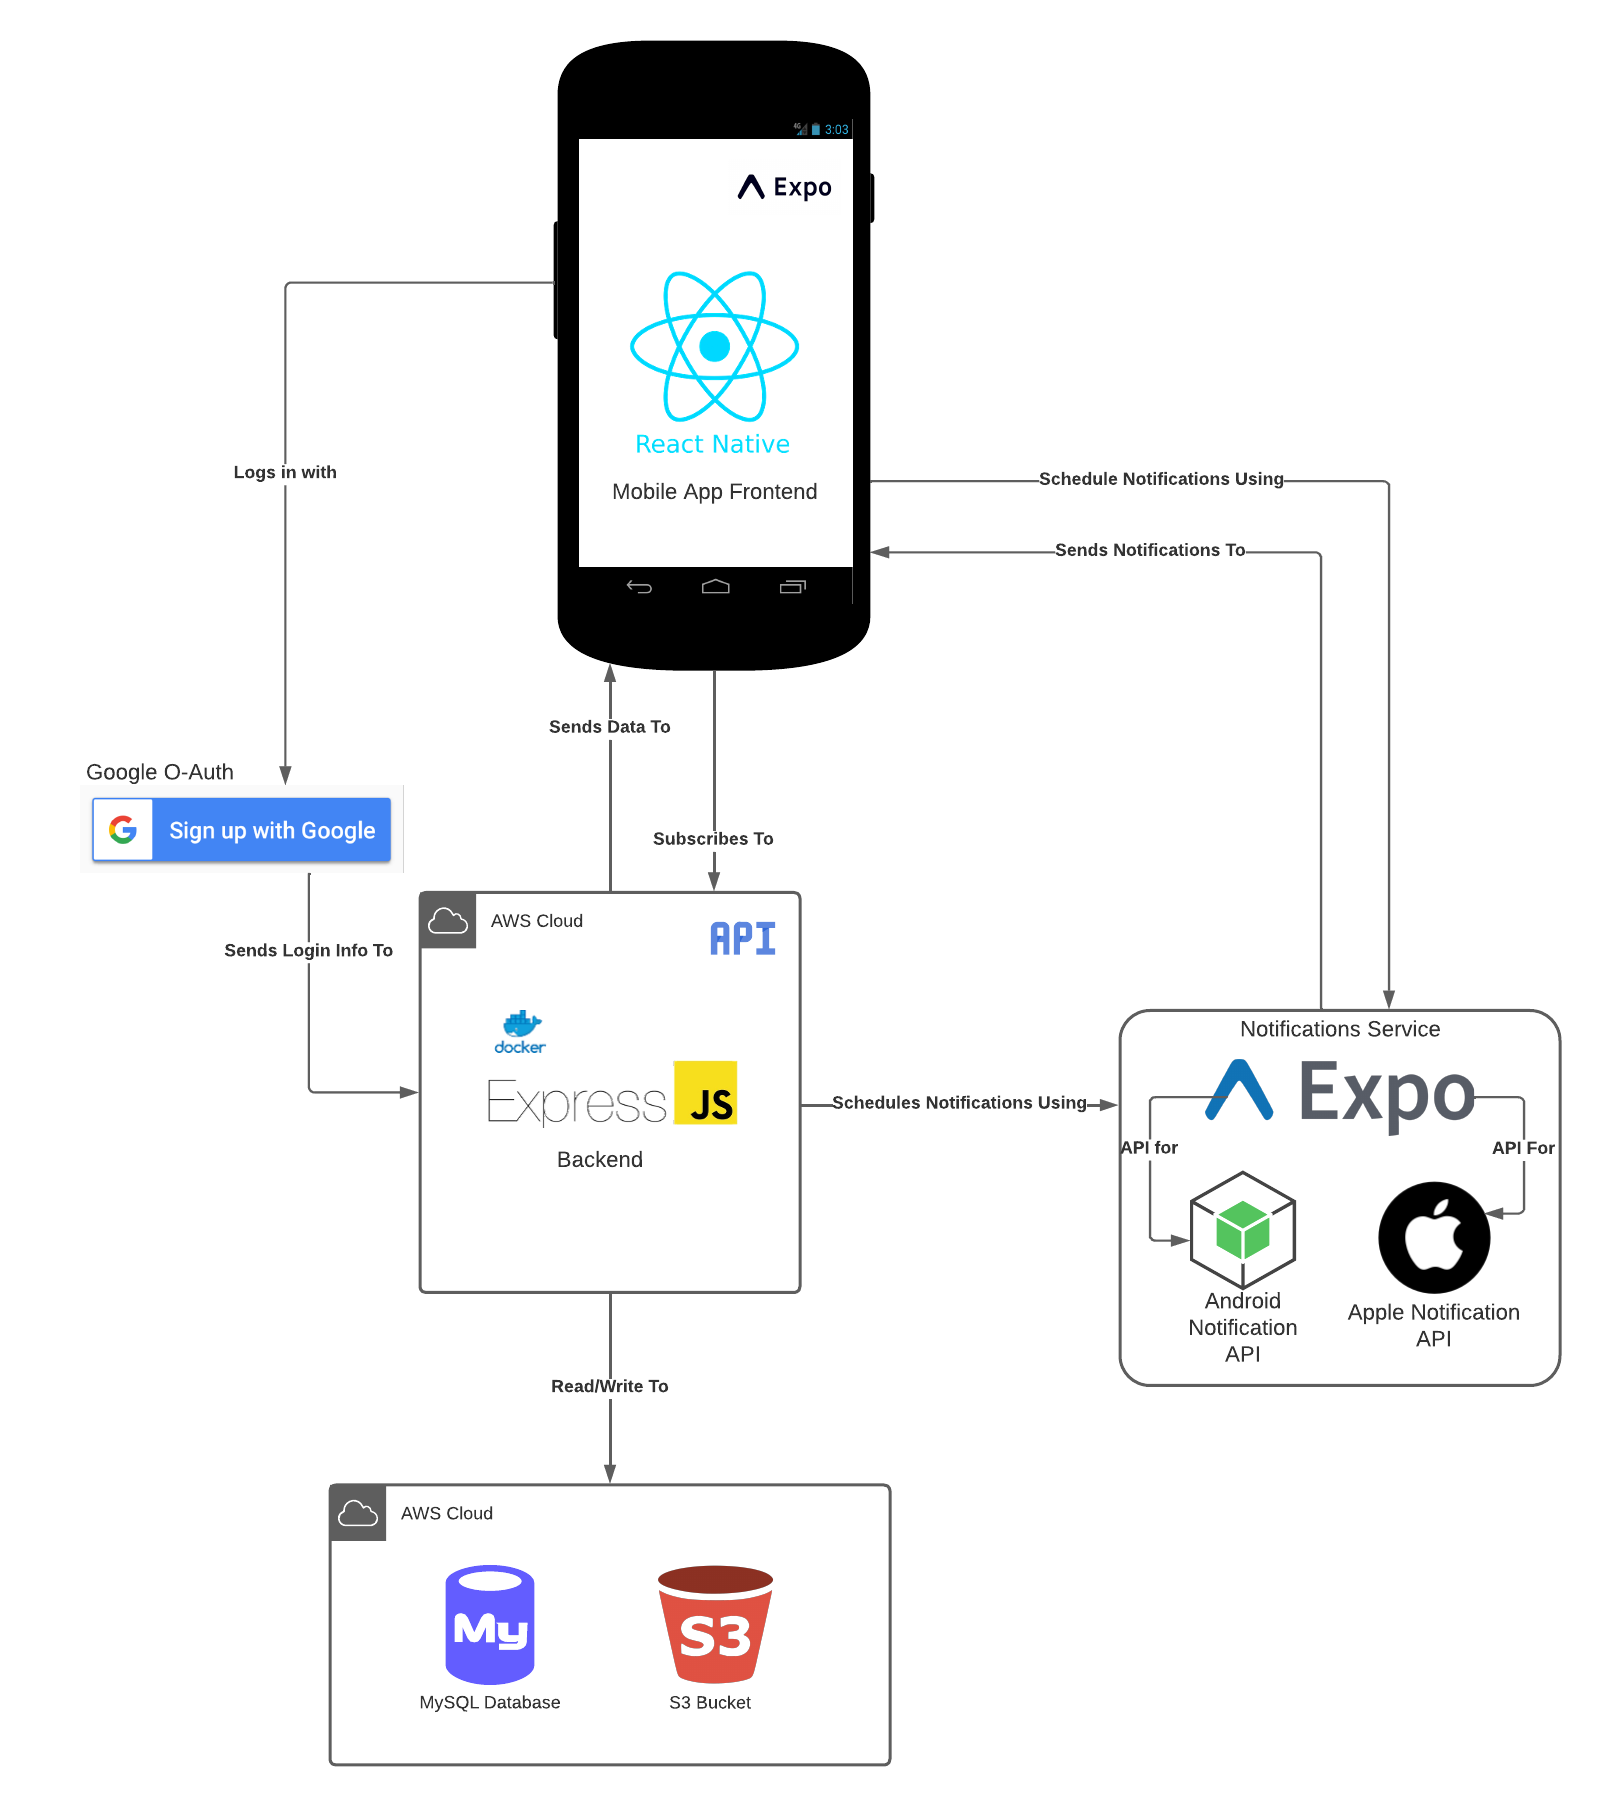 4G 3:03
Expo
React Native
Mobile App Frontend
Logs in with
Schedule Notifications Using
Sends Notifications To
Sends Data To
Google O-Auth
Sign up with Google
Subscribes To
Sends Login Info To
AWS Cloud
API
docker
Express JS
Backend
Schedules Notifications Using
Notifications Service
Expo
API for
API For
Android
Notification
API
Apple Notification
API
Read/Write To
AWS Cloud
My
S3
MySQL Database
S3 Bucket